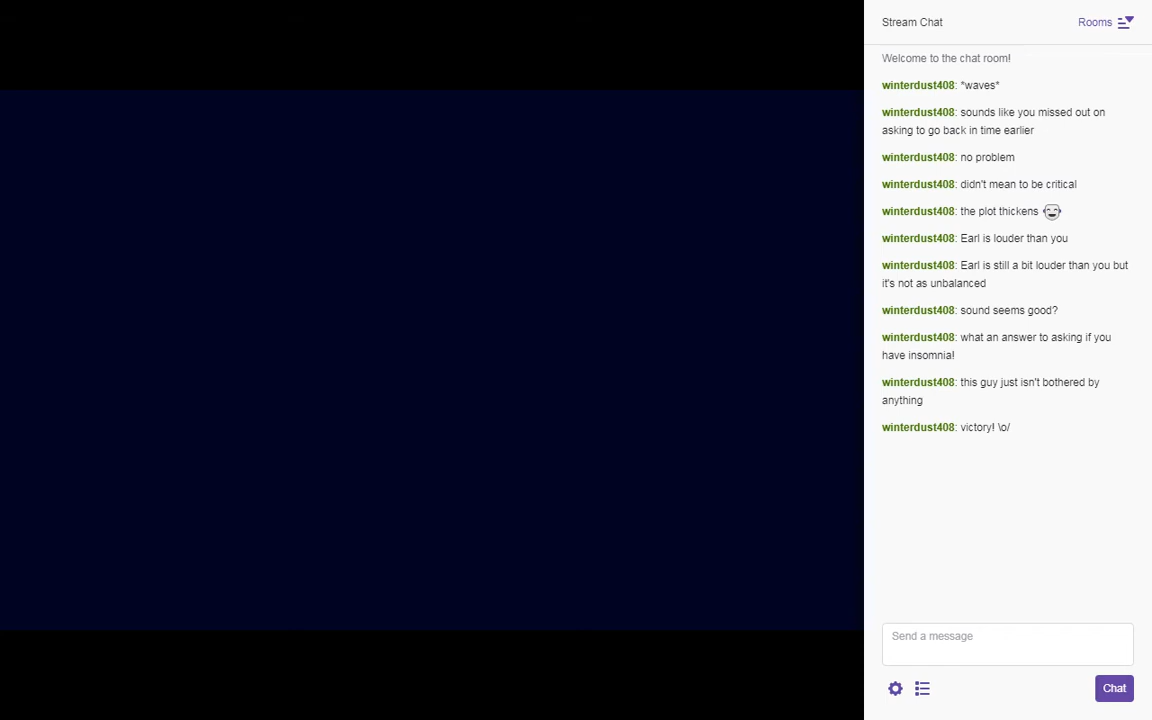 Stream Chat
Rooms
Welcome to the chat room!
winterdust408: *waves*
winterdust408: sounds like you missed out on
asking to go back in time earlier
winterdust408: no problem
winterdust408: didn't mean to be critical
winterdust408: the plot thickens
winterdust408: Earl is louder than you
winterdust408: Earl is still a bit louder than you but
it's not as unbalanced
winterdust408: sound seems good?
winterdust408: what an answer to asking if you
have insomnia!
winterdust408: this guy just isn't bothered by
anything
winterdust408: victory! \o/
Send a message
Chat